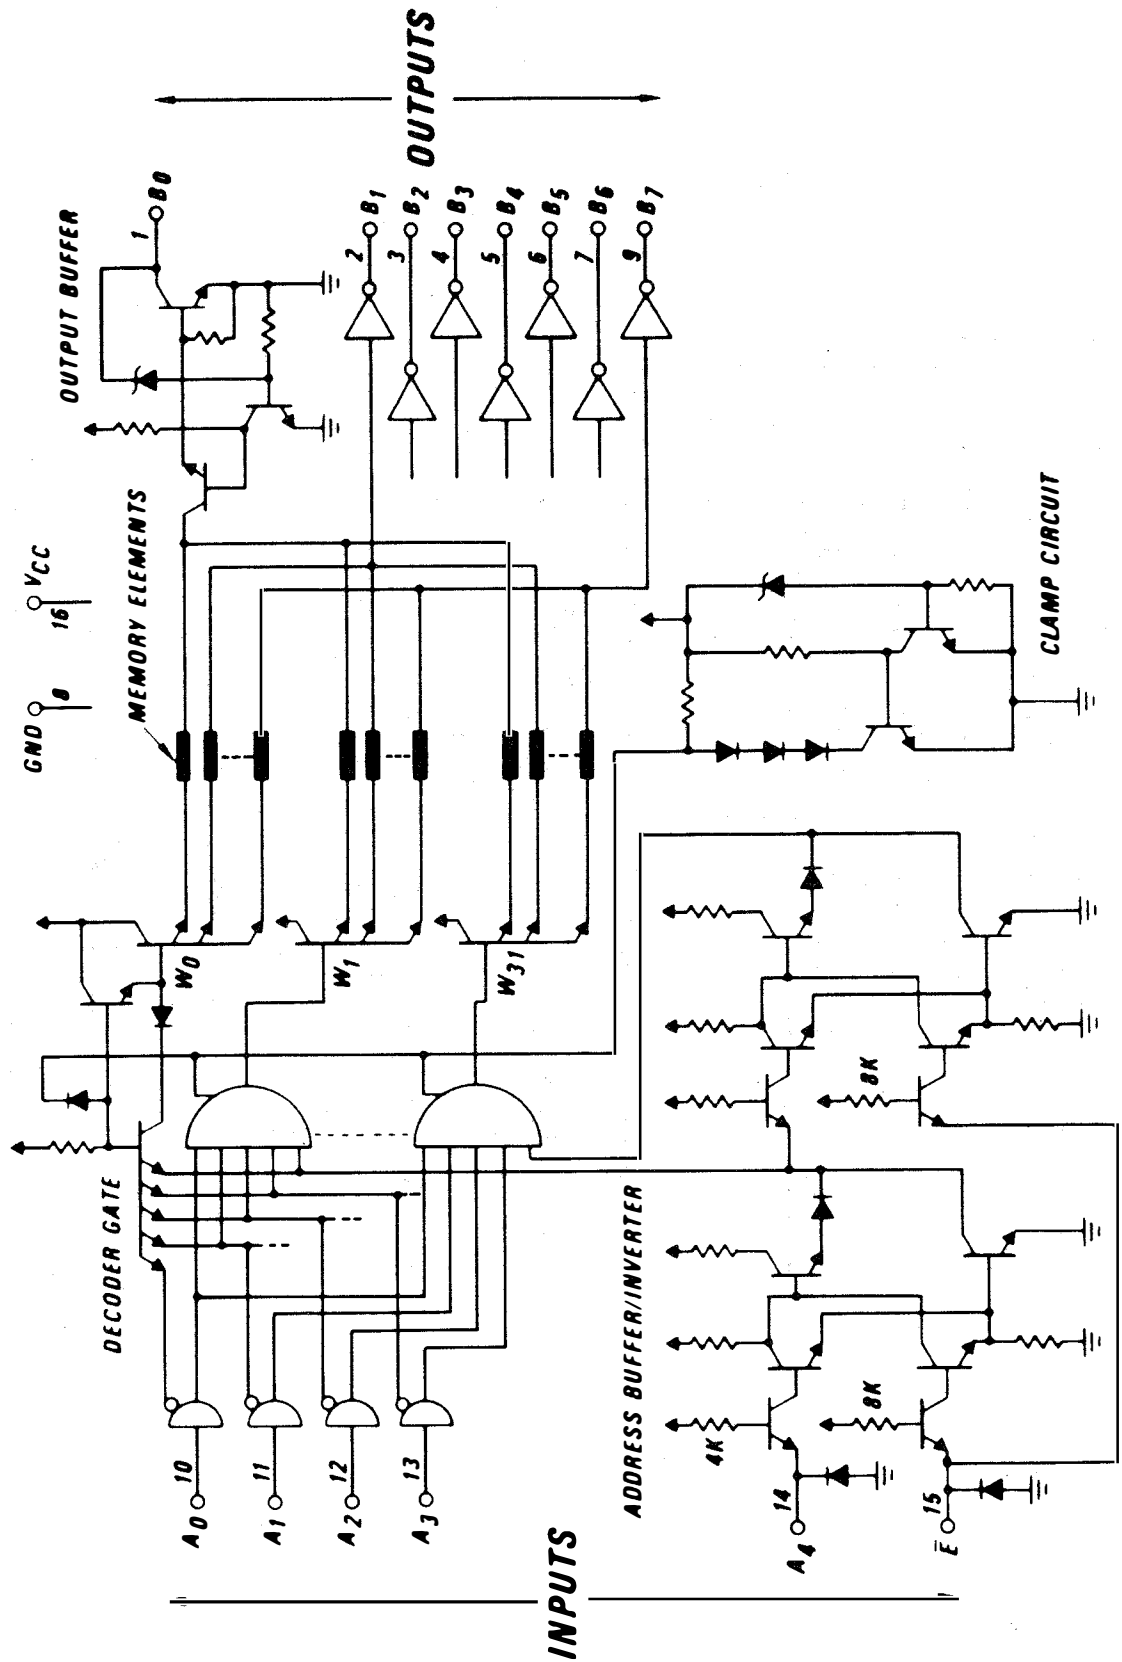 GND 8
V_CC 16
OUTPUT BUFFER
1 B0
OUTPUTS
MEMORY ELEMENTS
2 B1
3 B2
4 B3
5 B4
6 B5
7 B6
9 B7
DECODER GATE
W0
W1
W31
INPUTS
A0 10
A1 11
A2 12
A3 13
ADDRESS BUFFER/INVERTER
A4 14
4K
8K
Ē 15
8K
CLAMP CIRCUIT